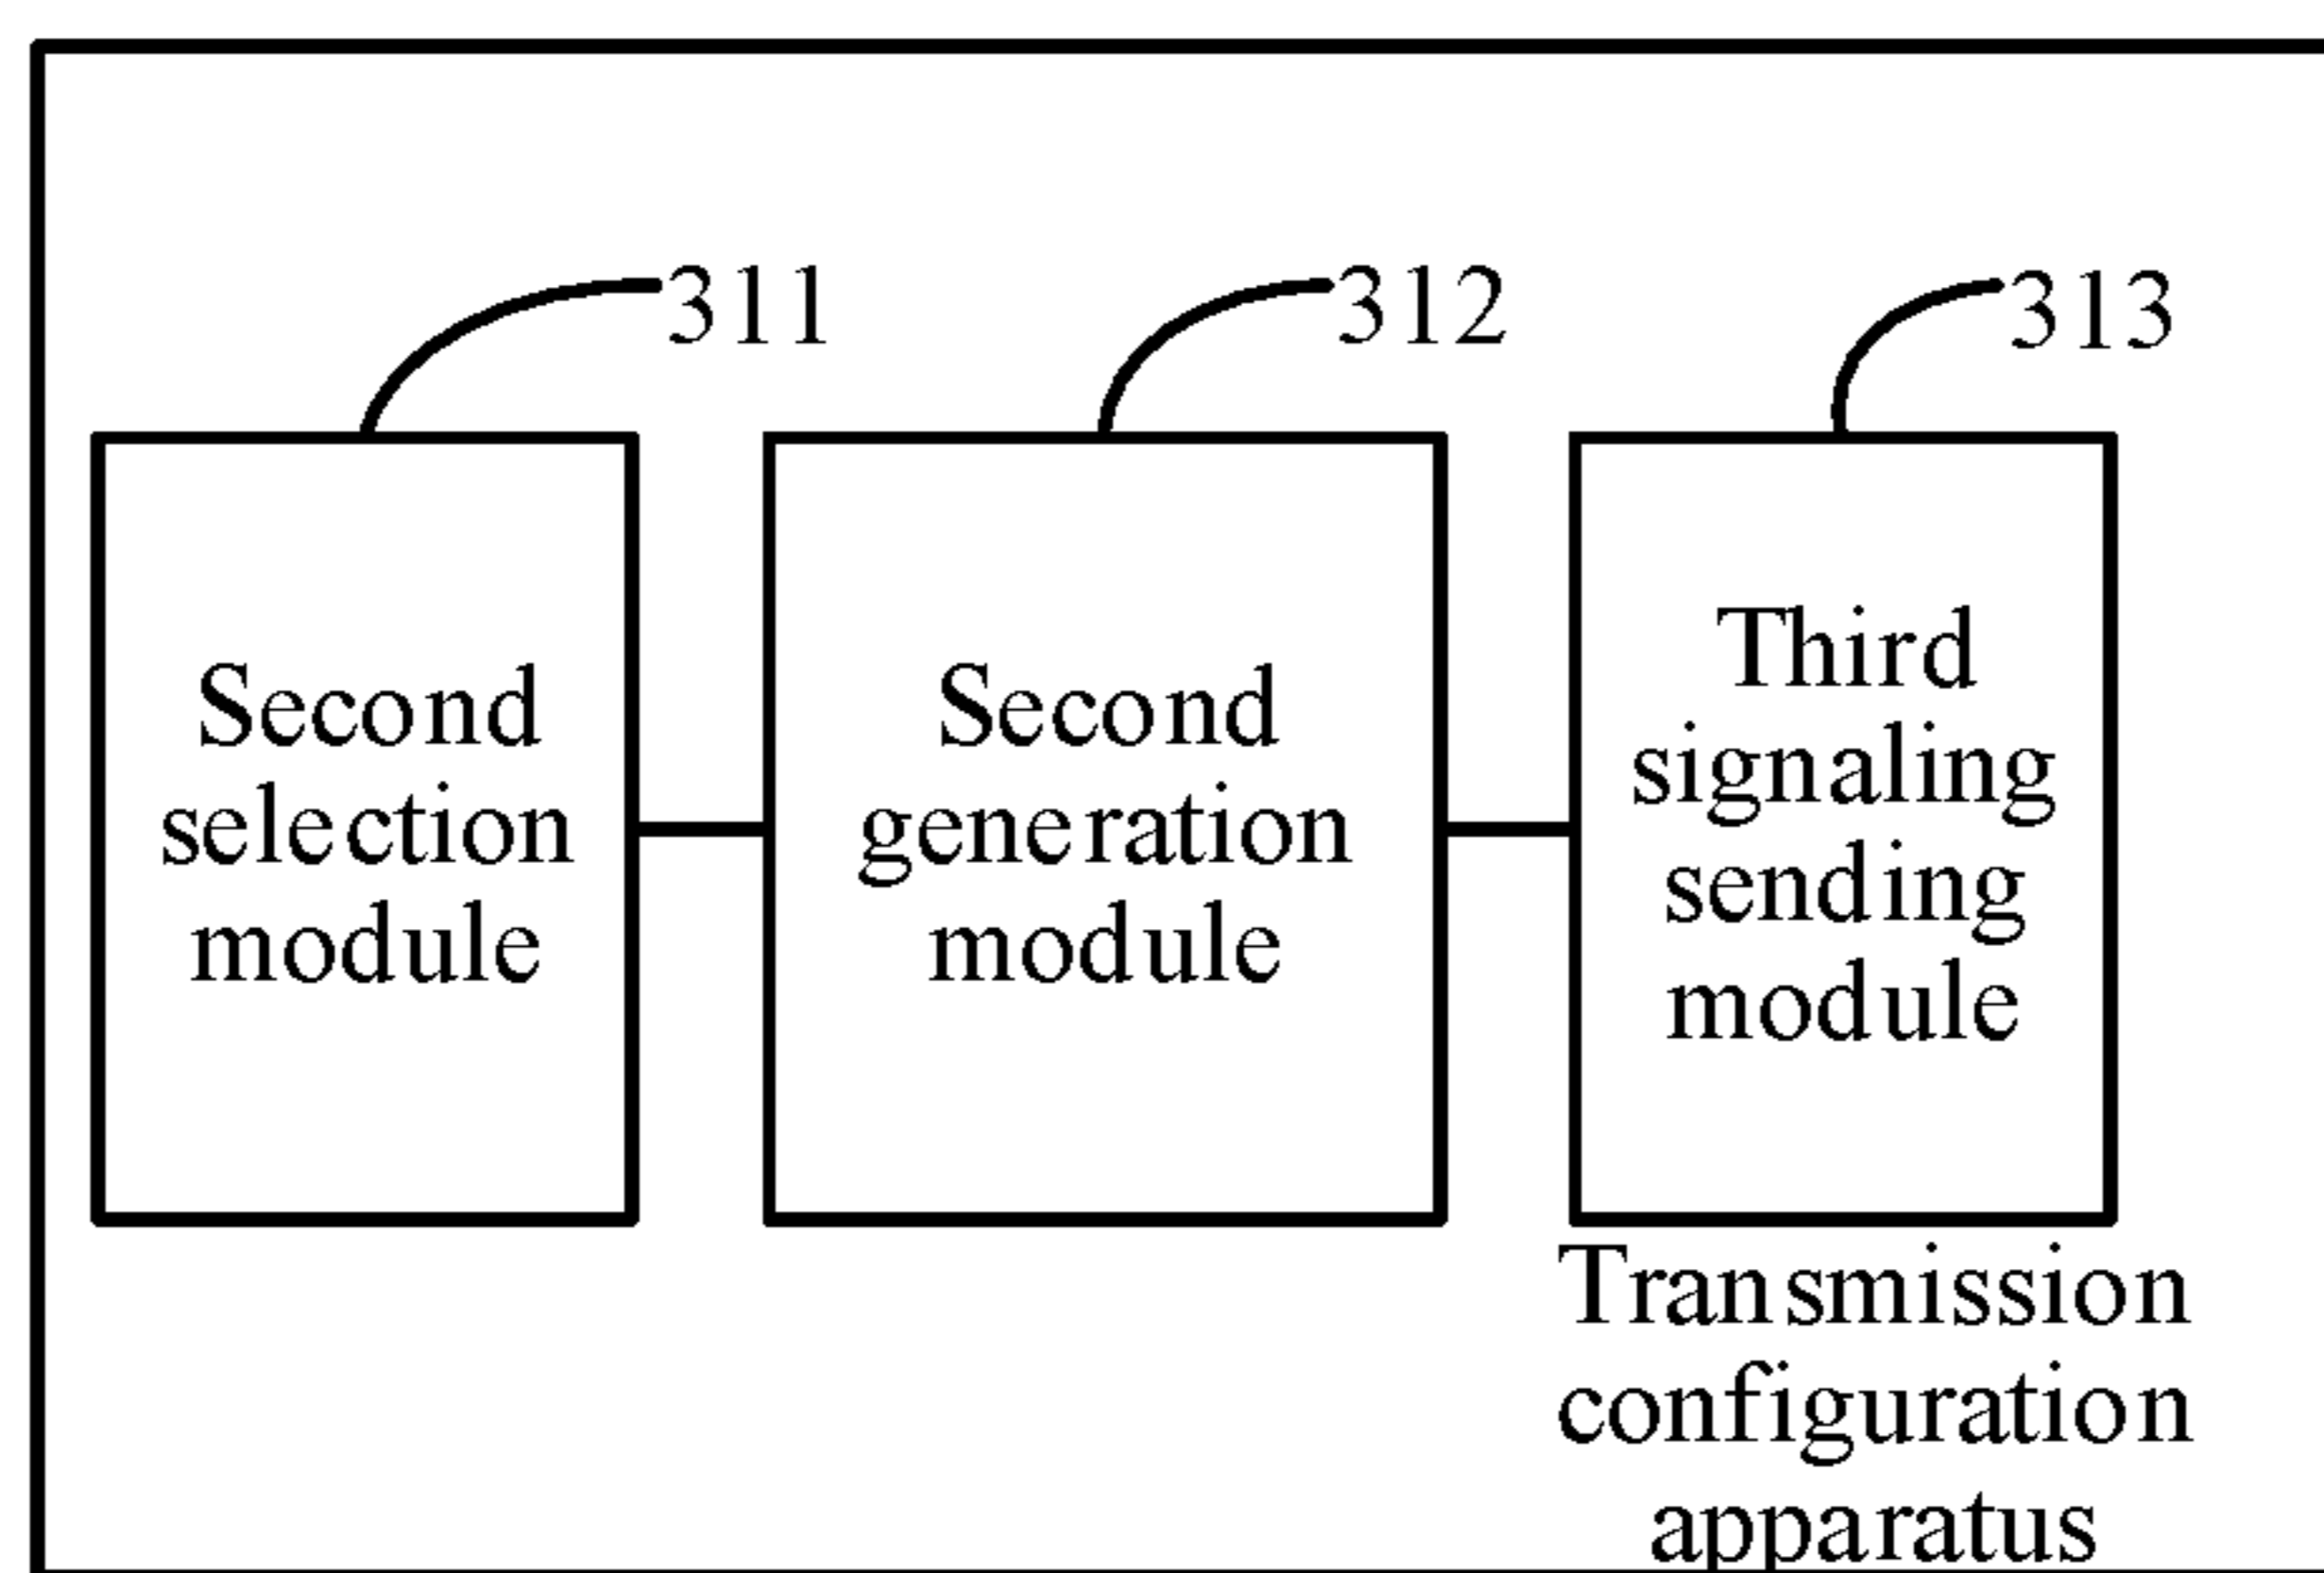 311
312
313
Second
selection
module
Second
generation
module
Third
signaling
sending
module
Transmission
configuration
apparatus